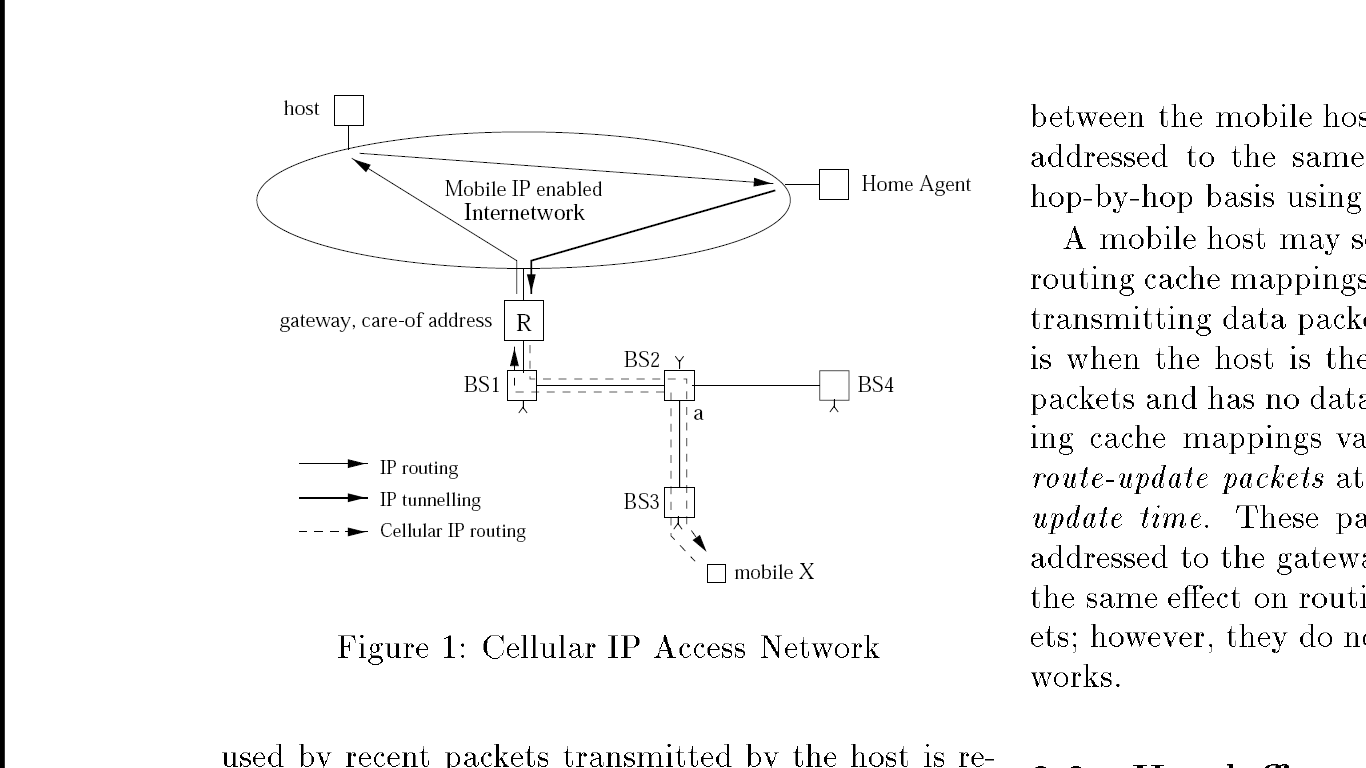 host
Mobile IP enabled
Internetwork
Home Agent
gateway, care-of address
R
BS2
BS1
BS4
a
IP routing
IP tunnelling
BS3
Cellular IP routing
mobile X
Figure 1: Cellular IP Access Network
used by recent packets transmitted by the host is re-
between the mobile hos
addressed to the same
hop-by-hop basis using
A mobile host may s
routing cache mappings
transmitting data pack
is when the host is the
packets and has no data
ing cache mappings va
route-update packets at
update time. These pa
addressed to the gatewa
the same effect on routi
ets; however, they do no
works.